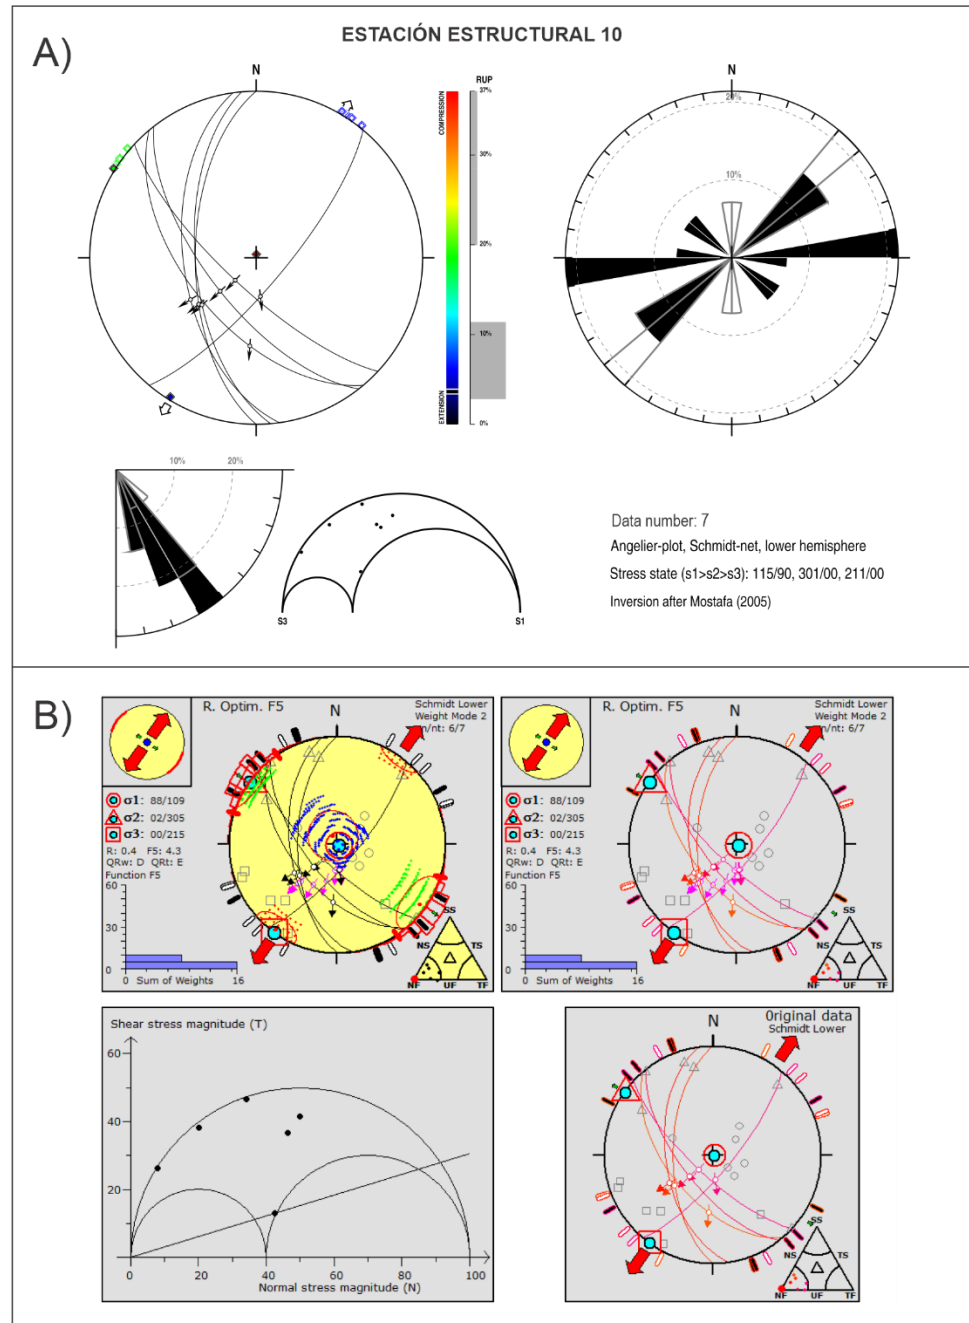 ESTACIÓN ESTRUCTURAL 10
A)
N
COMPRESSION
EXTENSION
RUP
37%
30%
20%
10%
0%
N
20%
10%
10%
20%
S3
S1
Data number: 7
Angelier-plot, Schmidt-net, lower hemisphere
Stress state (s1>s2>s3): 115/90, 301/00, 211/00
Inversion after Mostafa (2005)
B)
R. Optim. F5
N
Schmidt Lower
Weight Mode 2
n/nt: 6/7
σ1: 88/109
σ2: 02/305
σ3: 00/215
R: 0.4 F5: 4.3
QRw: D QRt: E
Function F5
60
30
0
0 Sum of Weights 16
SS
NS TS
NF UF TF
R. Optim. F5
N
Schmidt Lower
Weight Mode 2
n/nt: 6/7
σ1: 88/109
σ2: 02/305
σ3: 00/215
R: 0.4 F5: 4.3
QRw: D QRt: E
Function F5
60
30
0
0 Sum of Weights 16
SS
NS TS
NF UF TF
Shear stress magnitude (T)
60
40
20
0 20 40 60 80 100
Normal stress magnitude (N)
Original data
Schmidt Lower
N
SS
NS TS
NF UF TF